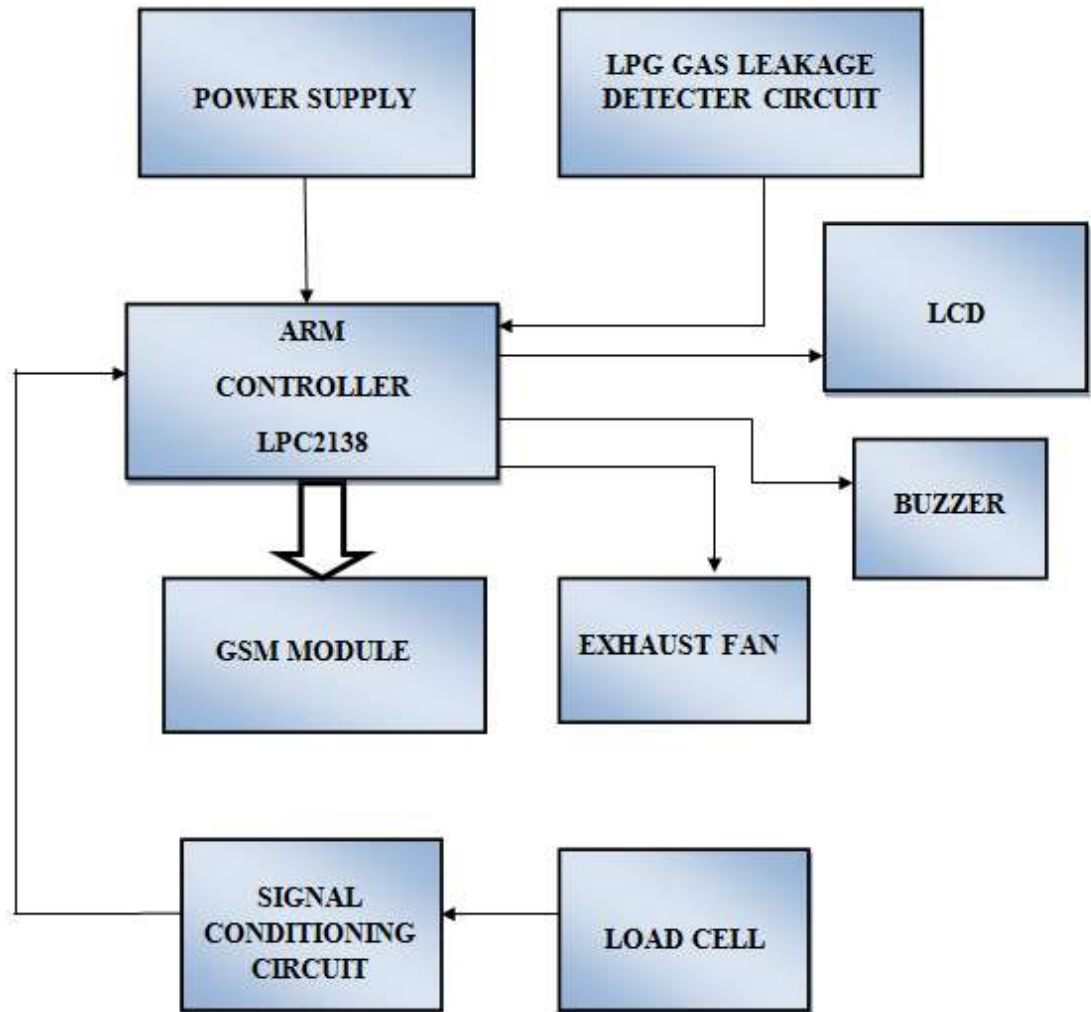 POWER SUPPLY
LPG GAS LEAKAGE
DETECTER CIRCUIT
LCD
ARM
CONTROLLER
LPC2138
BUZZER
GSM MODULE
EXHAUST FAN
SIGNAL
CONDITIONING
CIRCUIT
LOAD CELL